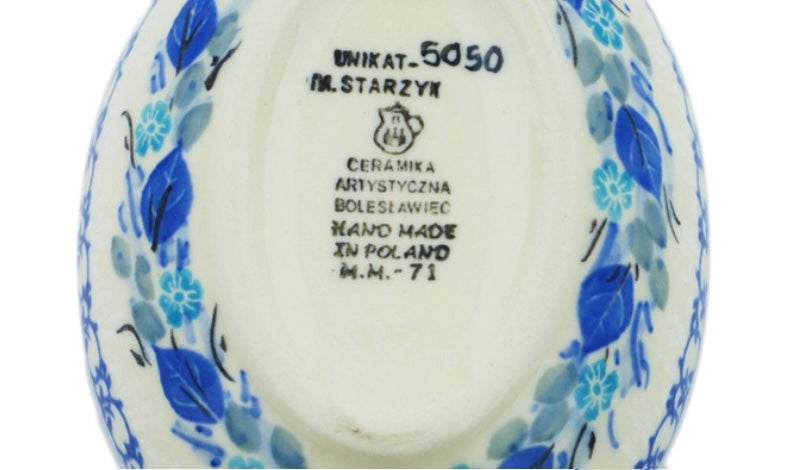 UNIKAT-5050
M.STARZYK
CERAMIKA
ARTYSTYCZNA
BOLESŁAWIEC
HAND MADE
IN POLAND
M.M.-71